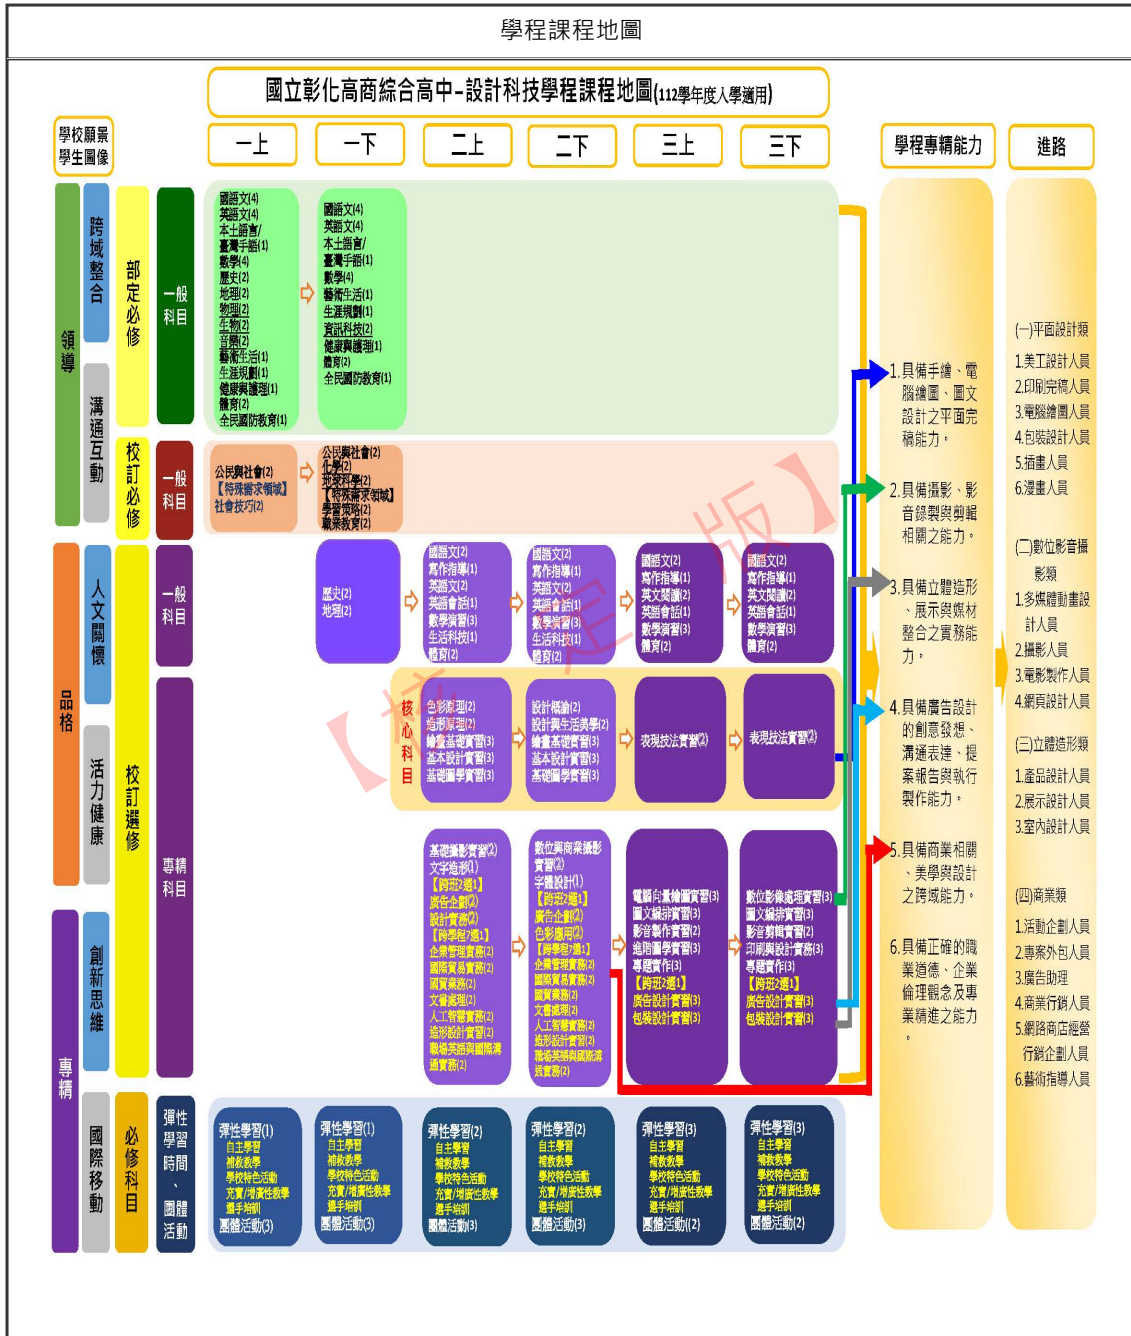 學程課程地圖
國立彰化高商綜合高中–設計科技學程課程地圖(112學年度入學適用)
學校願景
學生圖像
一上
一下
二上
二下
三上
三下
學程專精能力
進路
領導
跨域整合
溝通互動
部定必修
一般
科目
國語文(4)
英語文(4)
本土語言/
臺灣手語(1)
數學(4)
歷史(2)
地理(2)
物理(2)
生物(2)
音樂(2)
藝術生活(1)
生涯規劃(1)
健康與護理(1)
體育(2)
全民國防教育(1)
國語文(4)
英語文(4)
本土語言/
臺灣手語(1)
數學(4)
藝術生活(1)
生涯規劃(1)
資訊科技(2)
健康與護理(1)
體育(2)
全民國防教育(1)
校訂必修
一般
科目
公民與社會(2)
【特殊需求領域】
社會技巧(2)
公民與社會(2)
化學(2)
地球科學(2)
【特殊需求領域】
學習策略(2)
職業教育(2)
品格
人文關懷
活力健康
校訂選修
一般
科目
歷史(2)
地理(2)
國語文(2)
寫作指導(1)
英語文(2)
英語會話(1)
數學演習(3)
生活科技(1)
體育(2)
國語文(2)
寫作指導(1)
英語文(2)
英語會話(1)
數學演習(3)
生活科技(1)
體育(2)
國語文(2)
寫作指導(1)
英文閱讀(2)
英語會話(1)
數學演習(3)
體育(2)
國語文(2)
寫作指導(1)
英文閱讀(2)
英語會話(1)
數學演習(3)
體育(2)
專精
科目
核心科目
色彩原理(2)
造形原理(2)
繪畫基礎實習(3)
基本設計實習(3)
基礎圖學實習(3)
設計概論(2)
設計與生活美學(2)
繪畫基礎實習(3)
基本設計實習(3)
基礎圖學實習(3)
表現技法實習(2)
表現技法實習(2)
基礎攝影實習(2)
文字造形(1)
【跨班2選1】
廣告企劃(2)
設計實務(2)
【跨學程7選1】
企業管理實務(2)
國際貿易實務(2)
國貿業務(2)
文書處理(2)
人工智慧實務(2)
造形設計實習(2)
職場英語與國際溝
通實務(2)
數位與商業攝影
實習(2)
字體設計(1)
【跨班2選1】
廣告企劃(2)
色彩應用(2)
【跨學程7選1】
企業管理實務(2)
國際貿易實務(2)
國貿業務(2)
文書處理(2)
人工智慧實務(2)
造形設計實習(2)
職場英語與國際溝
通實務(2)
電腦向量繪圖實習(3)
圖文編排實習(3)
影音製作實習(2)
進階圖學實習(3)
專題實作(3)
【跨班2選1】
廣告設計實習(3)
包裝設計實習(3)
數位影像處理實習(3)
圖文編排實習(3)
影音剪輯實習(2)
印刷與設計實務(3)
專題實作(3)
【跨班2選1】
廣告設計實習(3)
包裝設計實習(3)
專精
創新思維
國際移動
必修科目
彈性學習時間、團體活動
彈性學習(1)
自主學習
補救教學
學校特色活動
充實/增廣性教學
選手培訓
團體活動(3)
彈性學習(1)
自主學習
補救教學
學校特色活動
充實/增廣性教學
選手培訓
團體活動(3)
彈性學習(2)
自主學習
補救教學
學校特色活動
充實/增廣性教學
選手培訓
團體活動(3)
彈性學習(2)
自主學習
補救教學
學校特色活動
充實/增廣性教學
選手培訓
團體活動(3)
彈性學習(3)
自主學習
補救教學
學校特色活動
充實/增廣性教學
選手培訓
團體活動((2)
彈性學習(3)
自主學習
補救教學
學校特色活動
充實/增廣性教學
選手培訓
團體活動(2)
1.具備手繪、電
腦繪圖、圖文
設計之平面完
稿能力。
2.具備攝影、影
音錄製與剪輯
相關之能力。
3.具備立體造形
、展示與媒材
整合之實務能
力。
4.具備廣告設計
的創意發想、
溝通表達、提
案報告與執行
製作能力。
5.具備商業相關
、美學與設計
之跨域能力。
6.具備正確的職
業道德、企業
倫理觀念及專
業精進之能力
。
(一)平面設計類
1.美工設計人員
2.印刷完稿人員
3.電腦繪圖人員
4.包裝設計人員
5.插畫人員
6.漫畫人員
(二)數位影音攝
影類
1.多媒體動畫設
計人員
2.攝影人員
3.電影製作人員
4.網頁設計人員
(三)立體造形類
1.產品設計人員
2.展示設計人員
3.室內設計人員
(四)商業類
1.活動企劃人員
2.專案外包人員
3.廣告助理
4.商業行銷人員
5.網路商店經營
行銷企劃人員
6.藝術指導人員
【核定版】